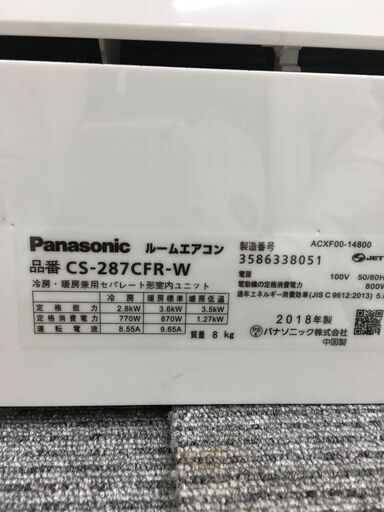 Panasonic ルームエアコン
品番 CS-287CFR-W
冷房・暖房兼用セパレート形室内ユニット
冷房 暖房標準 暖房低温
定格能力 2.8kW 3.6kW 3.5kW
定格消費電力 770W 870W 1.27kW
運転電流 8.55A 9.65A
質量 8 kg
ACXF00-14800
製造番号
3586338051 JET
電源 100V 50/60H
電動機の定格消費電力 800W
通年エネルギー消費効率(JIS C 9612:2013) 5.
2018年製
PS パナソニック株式会社
中国製